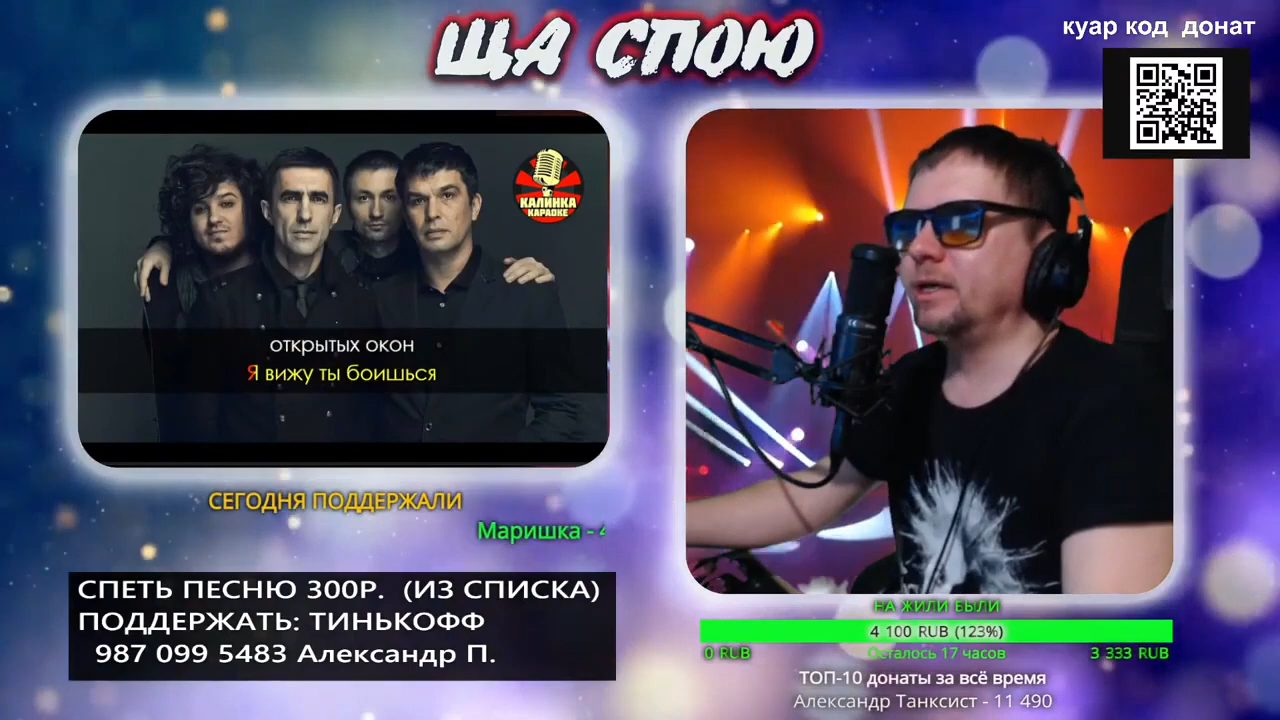 ЩА СПОЮ
куар код донат
КАЛИНКА
КАРАОКЕ
открытых окон
Я вижу ты боишься
СЕГОДНЯ ПОДДЕРЖАЛИ
Маришка -
СПЕТЬ ПЕСНЮ 300Р. (ИЗ СПИСКА)
ПОДДЕРЖАТЬ: ТИНЬКОФФ
987 099 5483 Александр П.
НА ЖИЛИ БЫЛИ
4 100 RUB (123%)
0 RUB
Осталось 17 часов
3 333 RUB
ТОП-10 донаты за всё время
Александр Танксист - 11 490